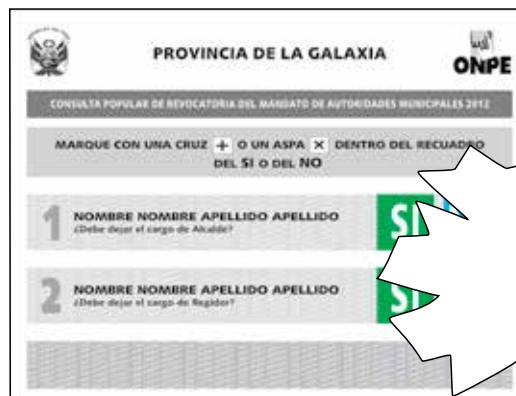 PROVINCIA DE LA GALAXIA
ONPE
CONSULTA POPULAR DE REVOCATORIA DEL MANDATO DE AUTORIDADES MUNICIPALES 2012
MARQUE CON UNA CRUZ + O UN ASPA × DENTRO DEL RECUADRO
DEL SI O DEL NO
1 NOMBRE NOMBRE APELLIDO APELLIDO SI
¿Debe dejar el cargo de Alcalde?
2 NOMBRE NOMBRE APELLIDO APELLIDO SI
¿Debe dejar el cargo de Regidor?